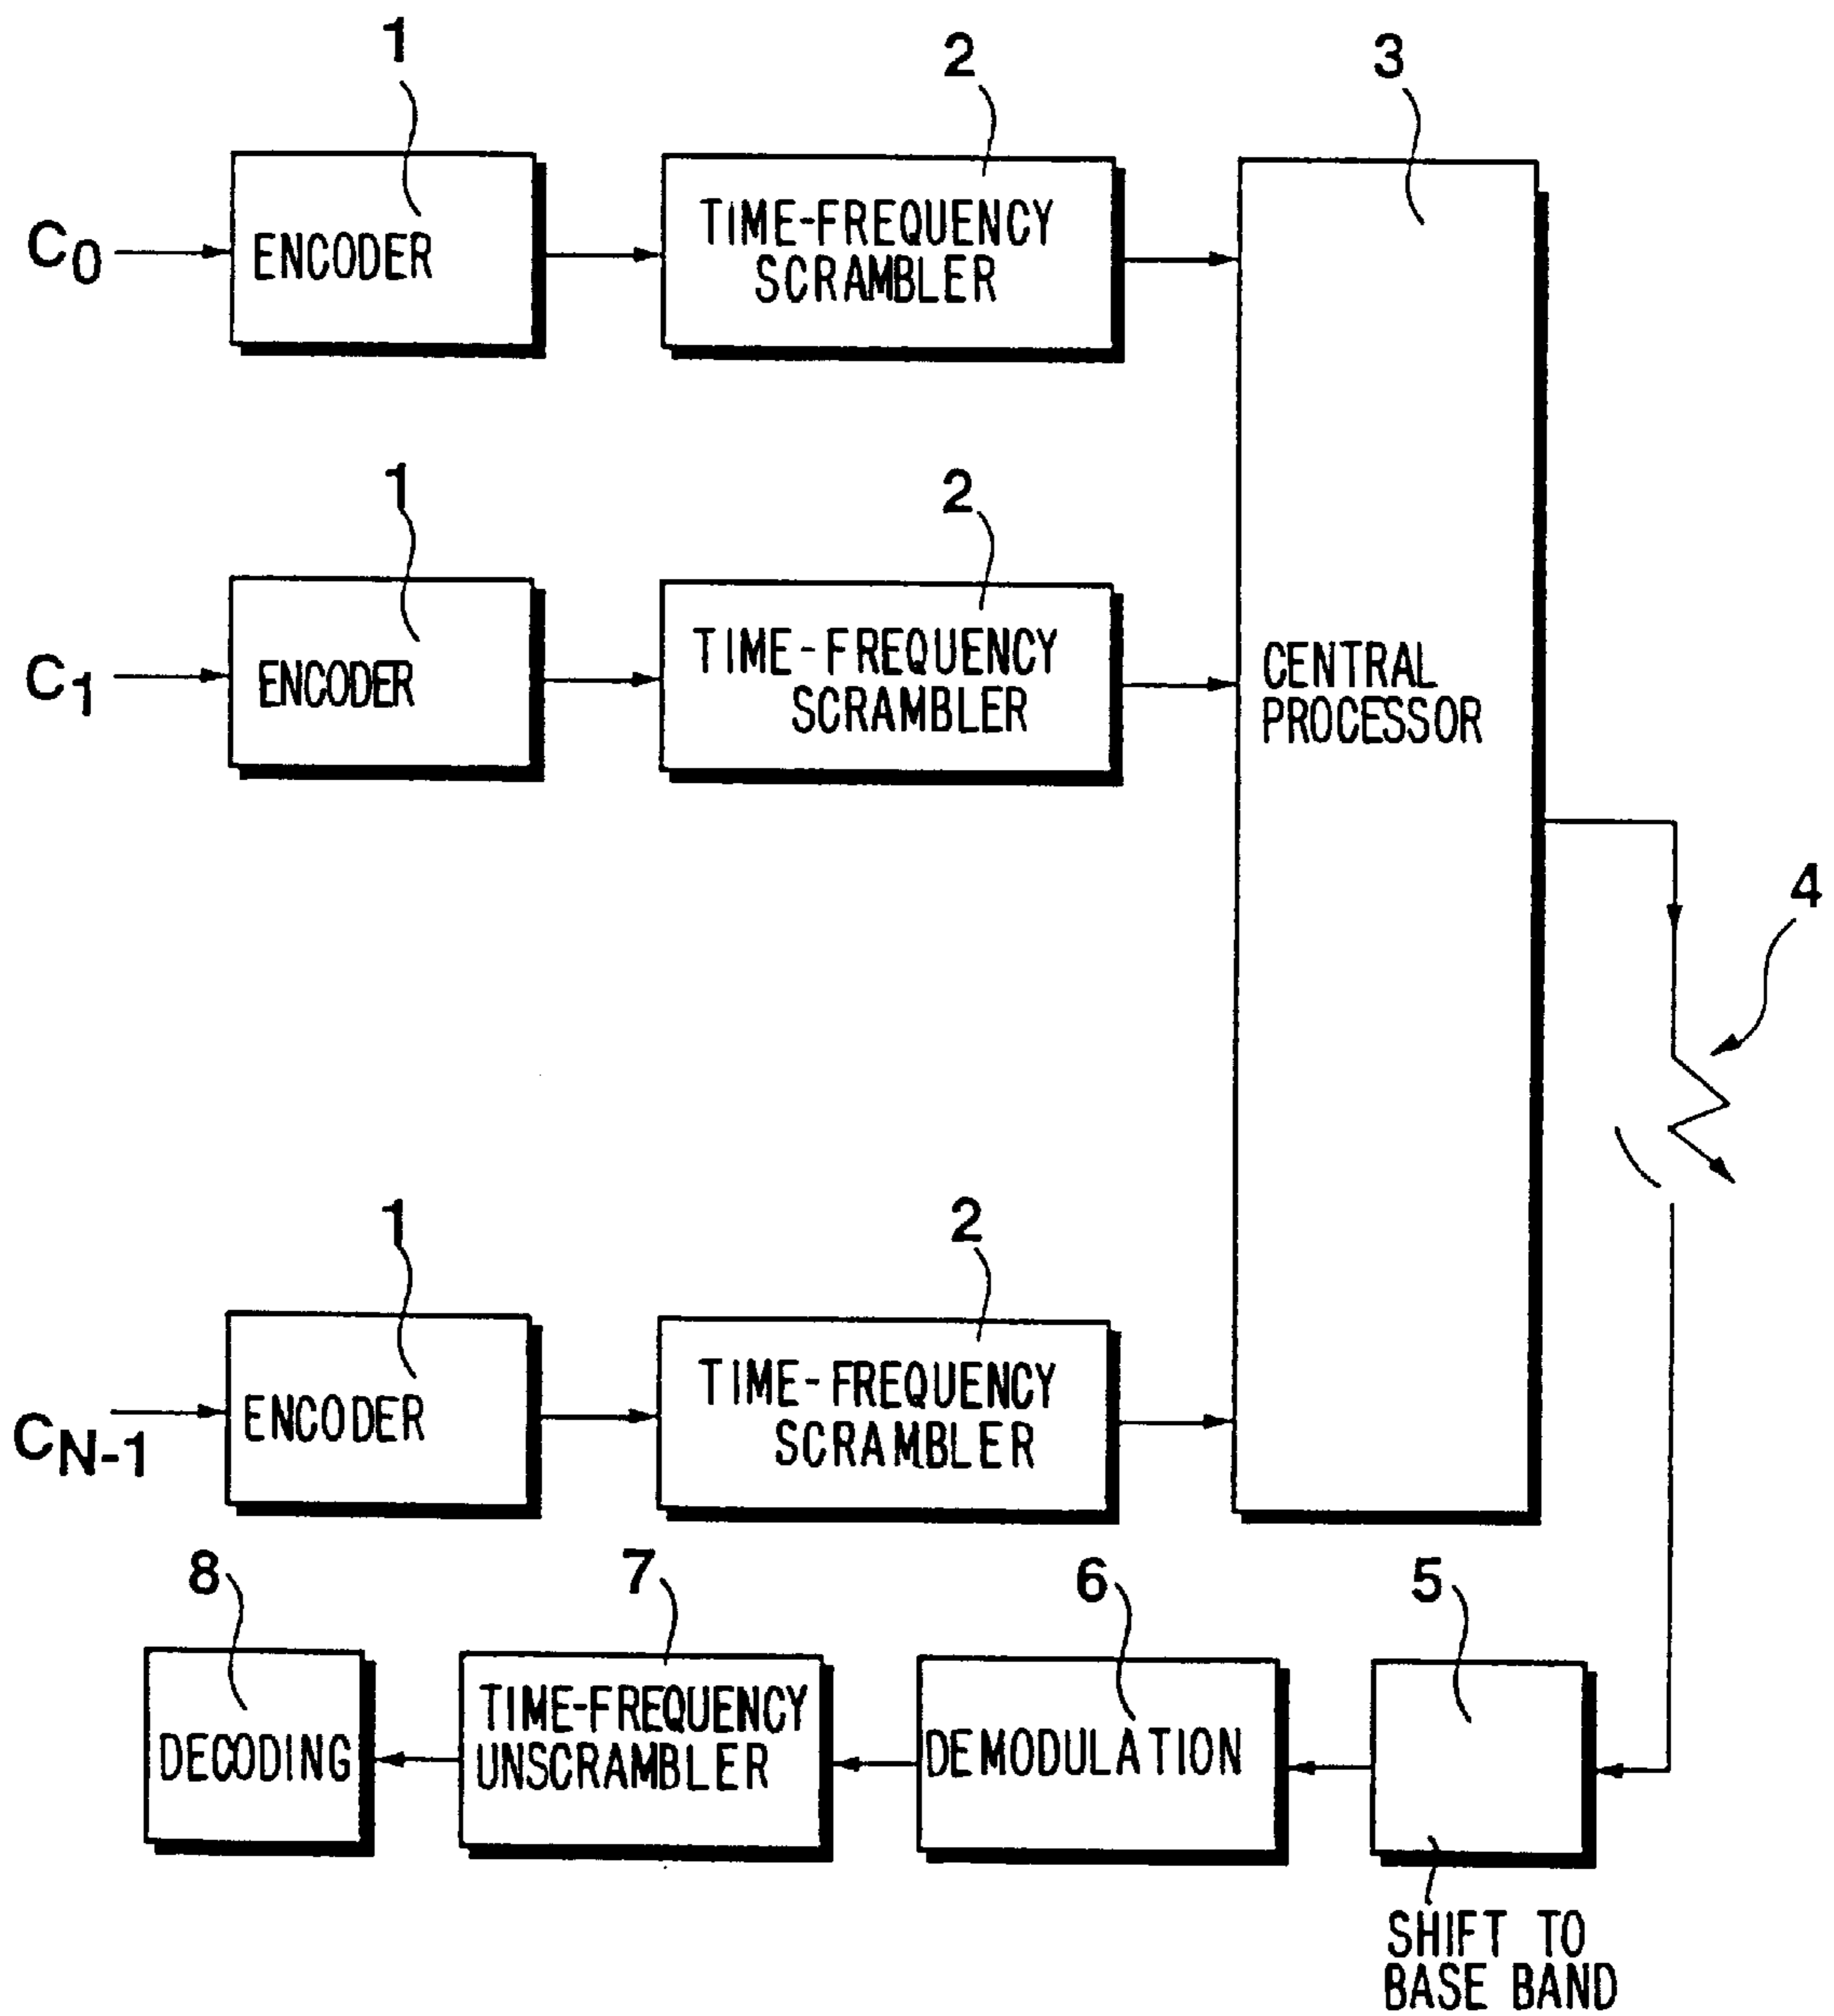 1
2
3
C0
ENCODER
TIME-FREQUENCY
SCRAMBLER
1
2
C1
ENCODER
TIME-FREQUENCY
SCRAMBLER
CENTRAL
PROCESSOR
4
1
2
CN-1
ENCODER
TIME-FREQUENCY
SCRAMBLER
8
7
6
5
DECODING
TIME-FREQUENCY
UNSCRAMBLER
DEMODULATION
SHIFT TO
BASE BAND